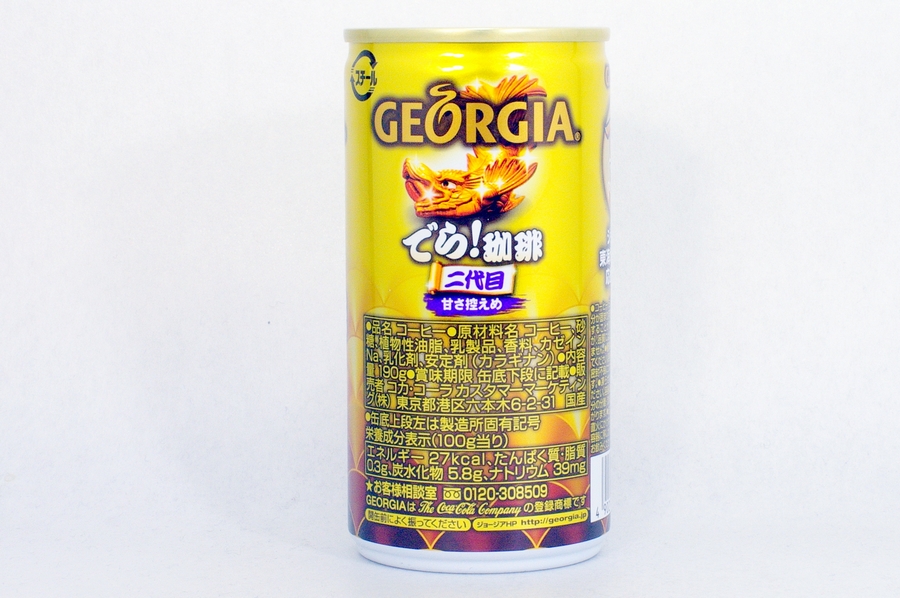 スチール
GEORGIA®
でら!珈琲
二代目
甘さ控えめ
●品名 コーヒー●原材料名 コーヒー、砂
糖、植物性油脂、乳製品、香料、カゼイン
Na、乳化剤、安定剤(カラギナン)●内容
量 190g●賞味期限 缶底下段に記載●販
売者 コカ・コーラ カスタマーマーケティン
グ(株) 東京都港区六本木6-2-31 国産
●缶底上段左は製造所固有記号
栄養成分表示(100g当り)
エネルギー 27kcal、たんぱく質・脂質
0.3g、炭水化物 5.8g、ナトリウム 39mg
★お客様相談室 0120-308509
GEORGIAは The Coca-Cola Company の登録商標です
開缶前によく振ってください ジョージアHP http://georgia.jp